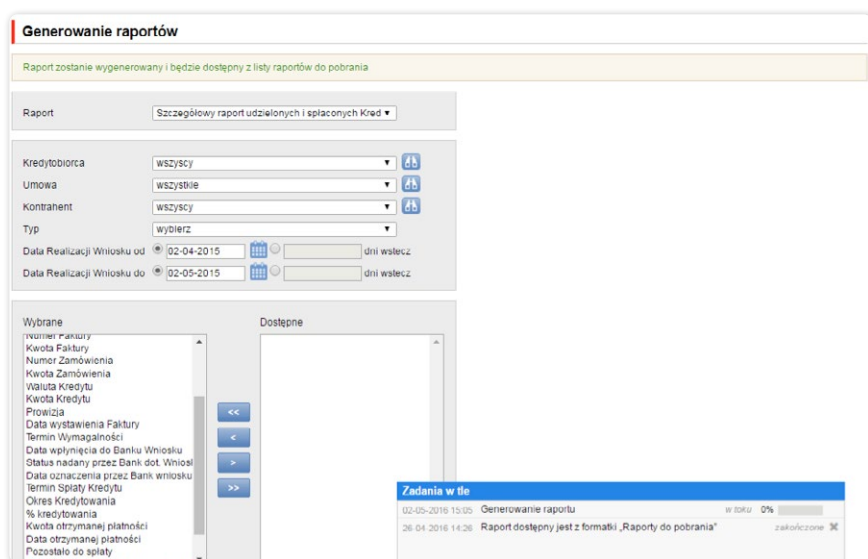 Generowanie raportów
Raport zostanie wygenerowany i będzie dostępny z listy raportów do pobrania
Raport Szczegółowy raport udzielonych i spłaconych Kred
Kredytobiorca wszyscy
Umowa wszystkie
Kontrahent wszyscy
Typ wybierz
Data Realizacji Wniosku od 02-04-2015 dni wstecz
Data Realizacji Wniosku do 02-05-2015 dni wstecz
Wybrane Dostępne
Numer Faktury
Kwota Faktury
Numer Zamówienia
Kwota Zamówienia
Waluta Kredytu
Kwota Kredytu
Prowizja
Data wystawienia Faktury
Termin Wymagalności
Data wpłynięcia do Banku Wniosku
Status nadany przez Bank dot. Wniosl
Data oznaczenia przez Bank wniosku
Termin Spłaty Kredytu
Okres Kredytowania
% kredytowania
Kwota otrzymanej płatności
Data otrzymanej płatności
Pozostało do spłaty
<<
<
>
>>
Zadania w tle
02-05-2016 15:05 Generowanie raportu w toku 0%
26-04-2016 14:26 Raport dostępny jest z formatki „Raporty do pobrania” zakończone